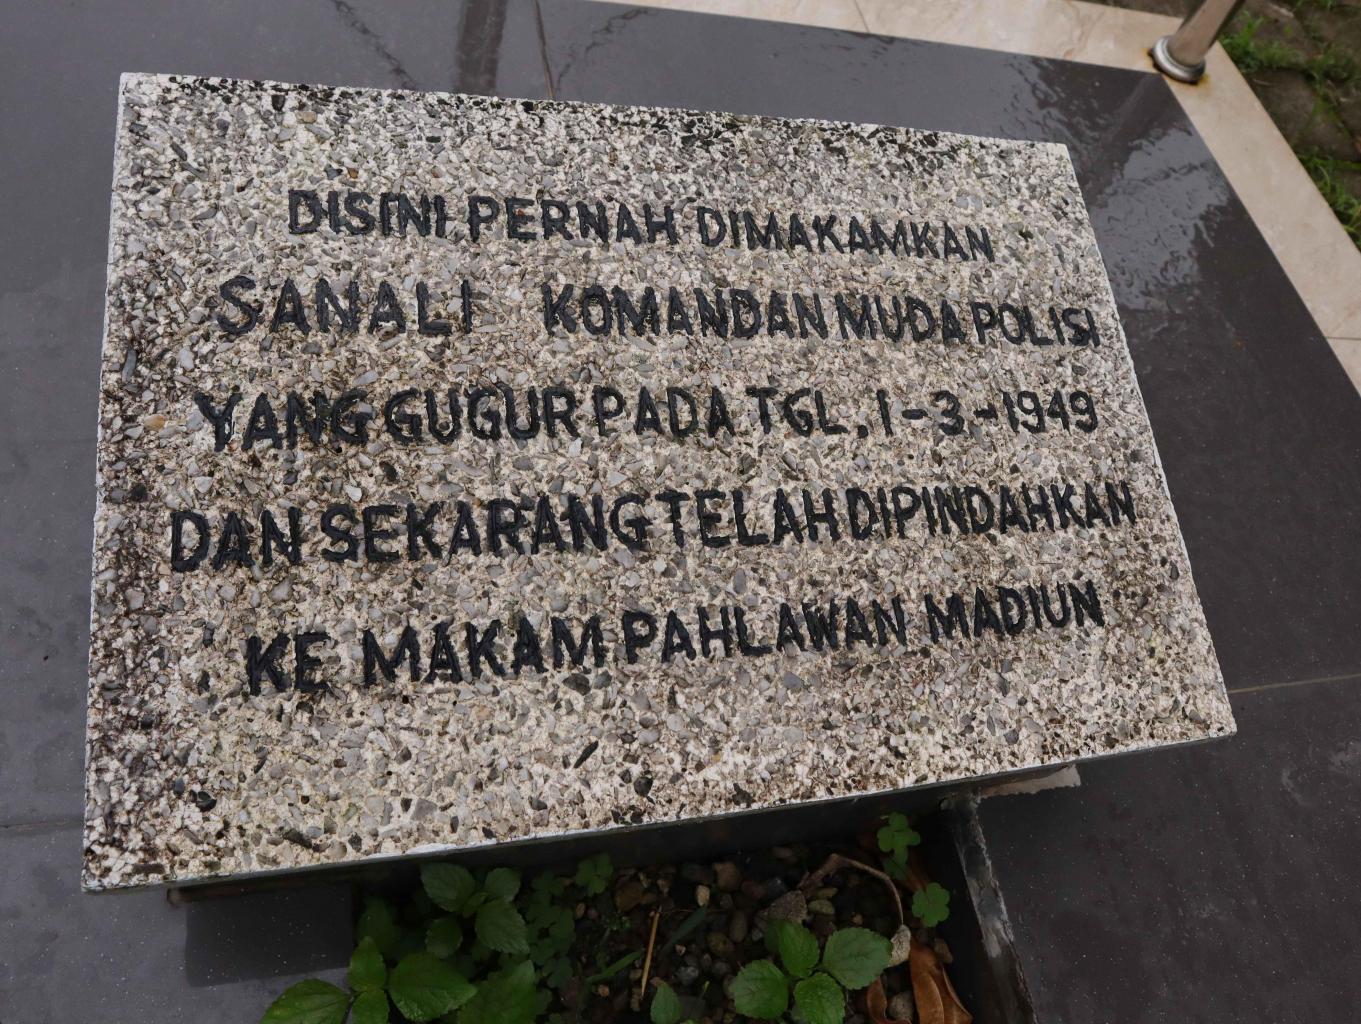 DISINI PERNAH DIMAKAMKAN
SANALI KOMANDAN MUDA POLISI
YANG GUGUR PADA TGL, 1-3.-1949
DAN SEKARANG TELAH DIPINDAHKAN
KE MAKAM PAHLAWAN MADIUN